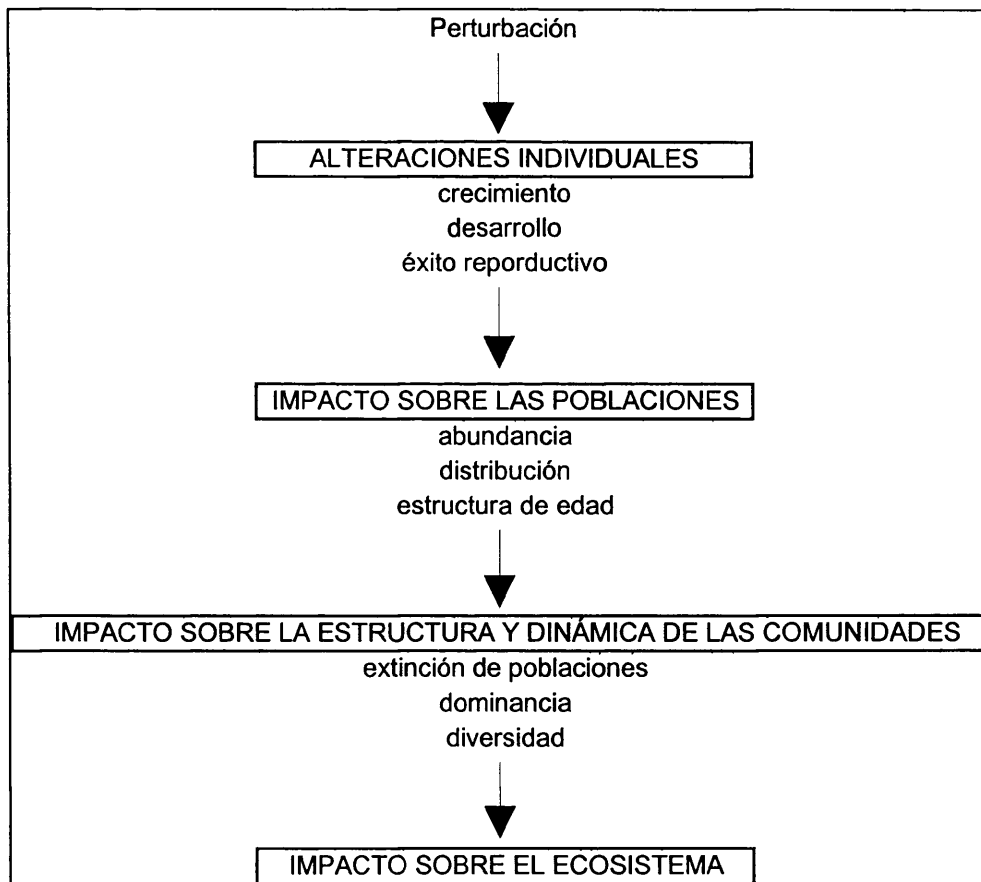 Perturbación
ALTERACIONES INDIVIDUALES
crecimiento
desarrollo
éxito reporductivo
IMPACTO SOBRE LAS POBLACIONES
abundancia
distribución
estructura de edad
IMPACTO SOBRE LA ESTRUCTURA Y DINÁMICA DE LAS COMUNIDADES
extinción de poblaciones
dominancia
diversidad
IMPACTO SOBRE EL ECOSISTEMA